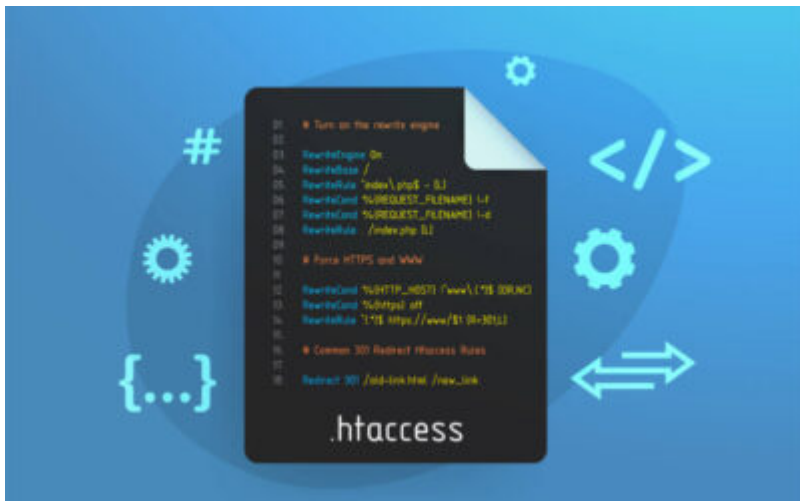 #
</>
{...}
01 # Turn on the rewrite engine
02
03 RewriteEngine On
04 RewriteBase /
05 RewriteRule ^index\.php$ - [L]
06 RewriteCond %{REQUEST_FILENAME} !-f
07 RewriteCond %{REQUEST_FILENAME} !-d
08 RewriteRule . /index.php [L]
09
10 # Force HTTPS and WWW
11
12 RewriteCond %{HTTP_HOST} !^www\.(.*)$ [OR,NC]
13 RewriteCond %{https} off
14 RewriteRule ^(.*)$ https://www/$1 [R=301,L]
15
16 # Common 301 Redirect Htaccess Rules
17
18 Redirect 301 /old-link.html /new_link
.htaccess